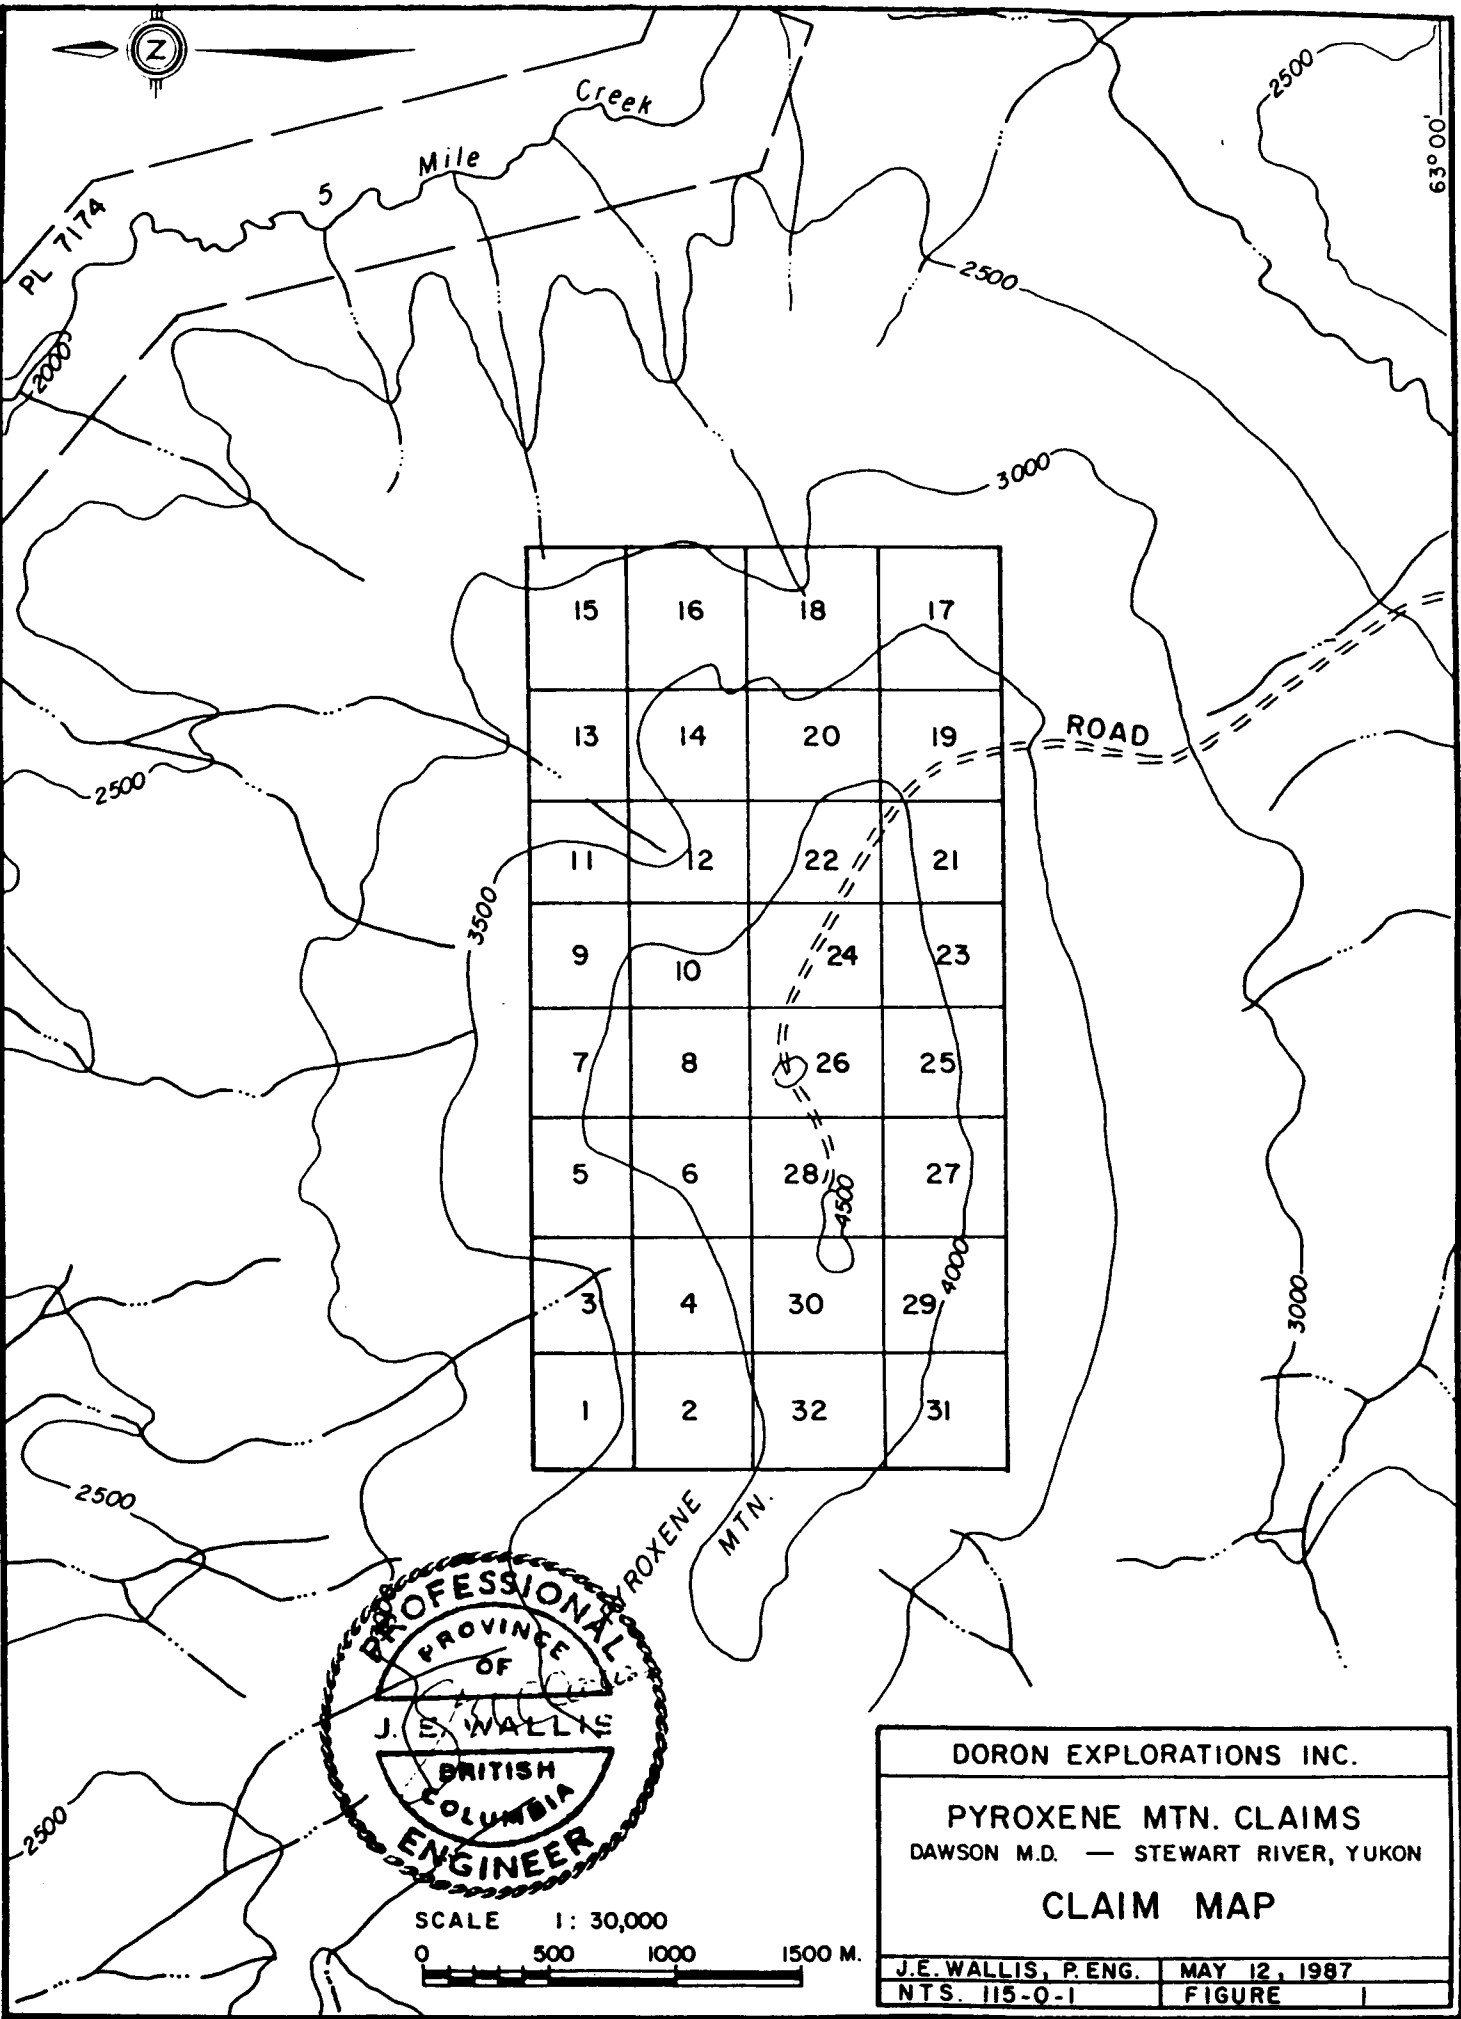 Z
Creek
Mile
5
PL 7174
2500
63° 00'
2500
2000
3000
15 16 18 17
13 14 20 19
ROAD
2500
11 12 22 21
3500
9 10 24 23
7 8 26 25
5 6 28 27
4500
4000
3 4 30 29
3000
1 2 32 31
2500
PYROXENE
MTN.
PROFESSIONAL
PROVINCE
OF
J. E. WALLIS
BRITISH
COLUMBIA
ENGINEER
2500
SCALE 1: 30,000
0 500 1000 1500 M.
DORON EXPLORATIONS INC.
PYROXENE MTN. CLAIMS
DAWSON M.D. — STEWART RIVER, YUKON
CLAIM MAP
J.E. WALLIS, P. ENG. MAY 12, 1987
NTS. 115-O-1 FIGURE 1